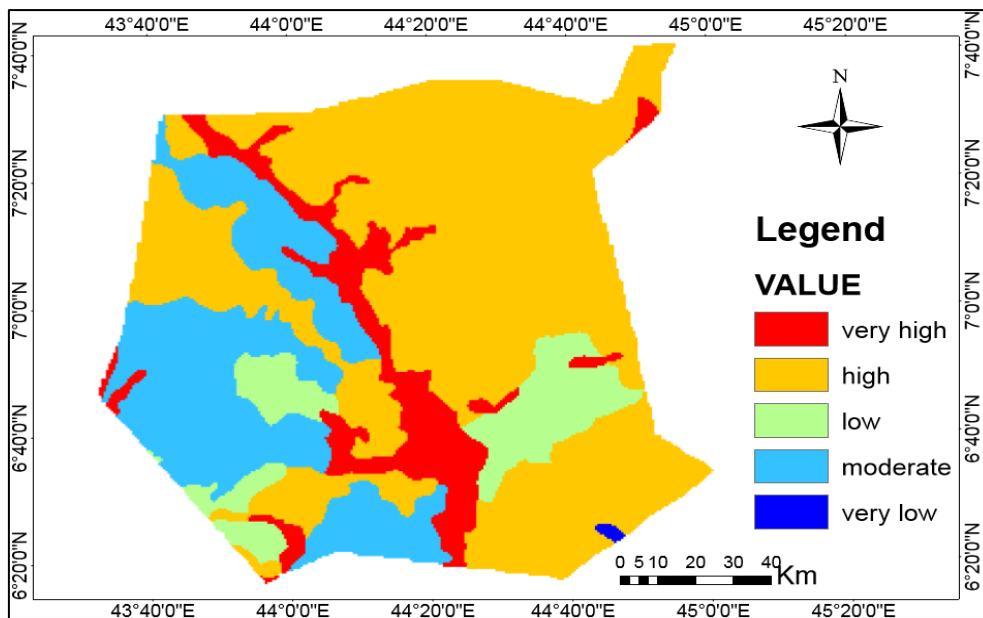 43°40'0"E 44°0'0"E 44°20'0"E 44°40'0"E 45°0'0"E 45°20'0"E
7°40'0"N 7°40'0"N
N
7°20'0"N 7°20'0"N
Legend
VALUE
7°0'0"N 7°0'0"N
very high
high
low
6°40'0"N 6°40'0"N
moderate
very low
6°20'0"N 6°20'0"N
0 5 10 20 30 40
Km
43°40'0"E 44°0'0"E 44°20'0"E 44°40'0"E 45°0'0"E 45°20'0"E